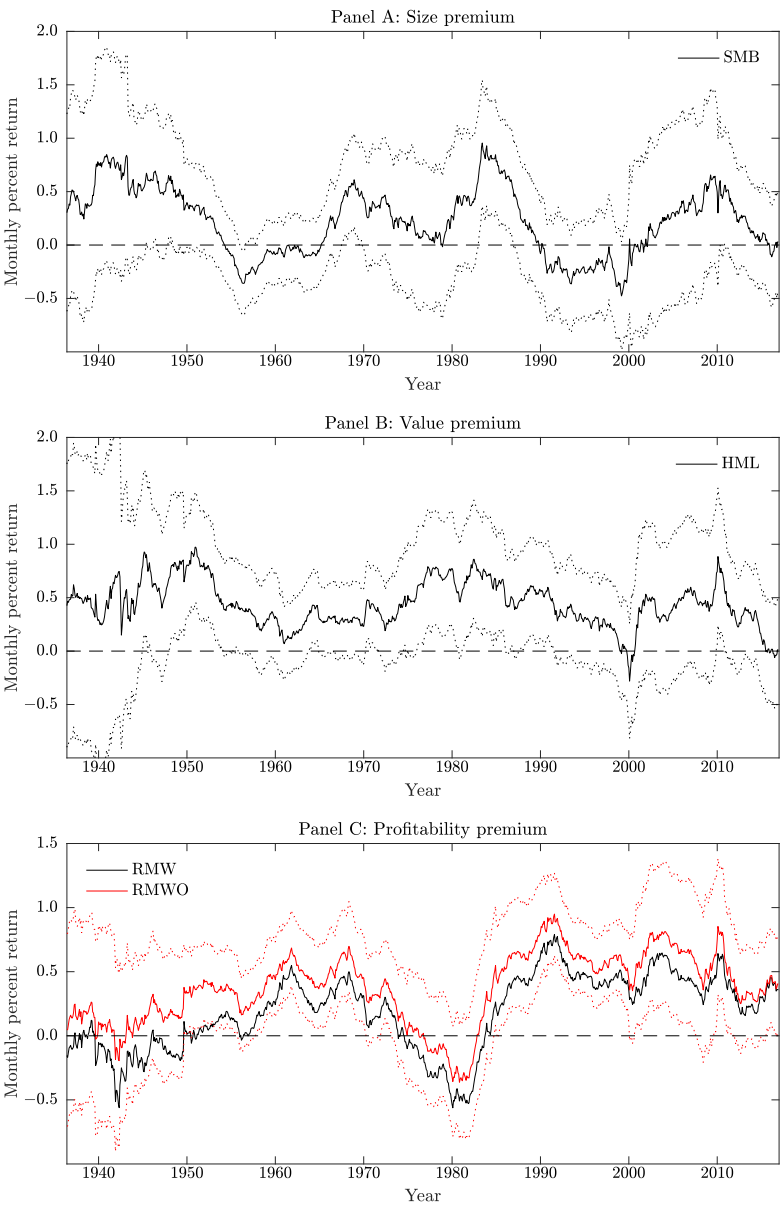 Panel A: Size premium
2.0
1.5
1.0
0.5
0.0
−0.5
Monthly percent return
SMB
1940 1950 1960 1970 1980 1990 2000 2010
Year
Panel B: Value premium
2.0
1.5
1.0
0.5
0.0
−0.5
Monthly percent return
HML
1940 1950 1960 1970 1980 1990 2000 2010
Year
Panel C: Profitability premium
1.5
1.0
0.5
0.0
−0.5
Monthly percent return
RMW
RMWO
1940 1950 1960 1970 1980 1990 2000 2010
Year